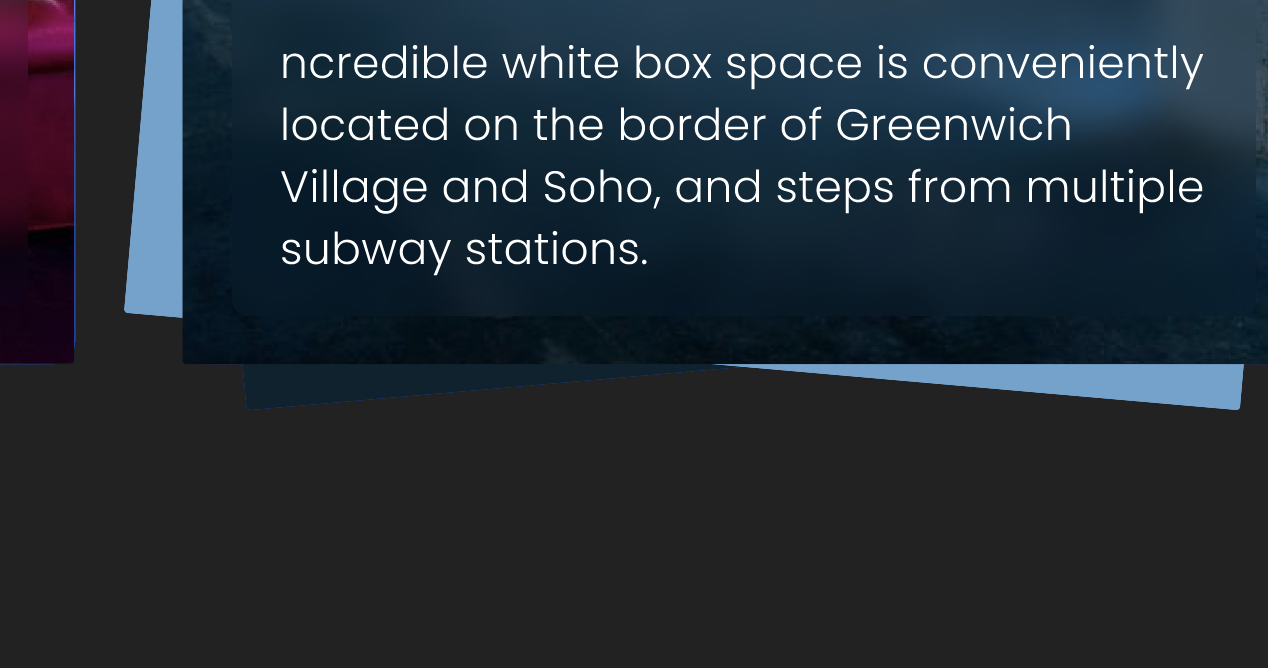 ncredible white box space is conveniently
located on the border of Greenwich
Village and Soho, and steps from multiple
subway stations.